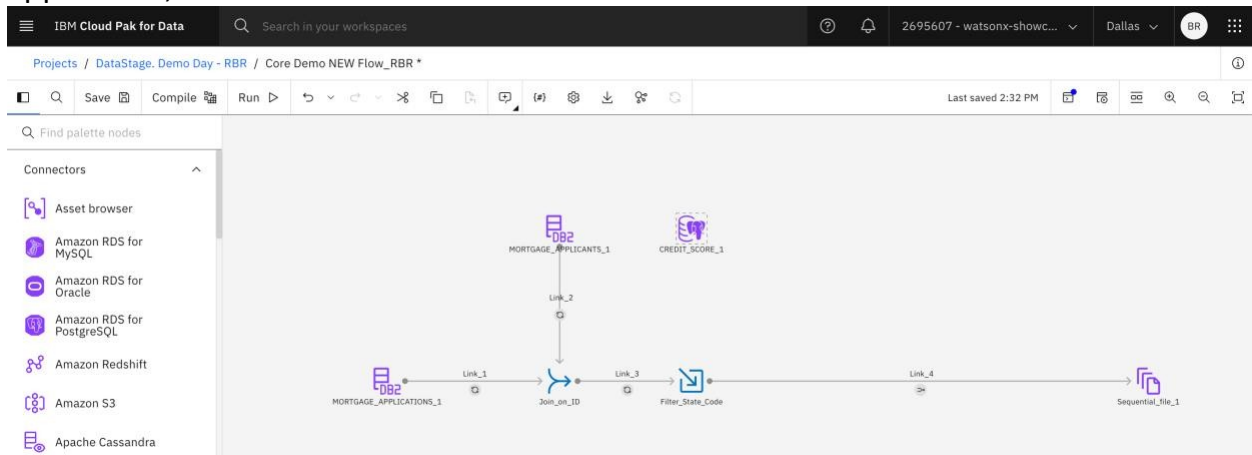 IBM Cloud Pak for Data
Search in your workspaces
2695607 - watsonx-showc...
Dallas
BR
Projects / DataStage. Demo Day - RBR / Core Demo NEW Flow_RBR *
Save
Compile
Run
Last saved 2:32 PM
Find palette nodes
Connectors
Asset browser
Amazon RDS for
MySQL
Amazon RDS for
Oracle
Amazon RDS for
PostgreSQL
Amazon Redshift
Amazon S3
Apache Cassandra
DB2
MORTGAGE_APPLICANTS_1
CREDIT_SCORE_1
Link_2
DB2
MORTGAGE_APPLICATIONS_1
Link_1
Join_on_ID
Link_3
Filter_State_Code
Link_4
Sequential_file_1